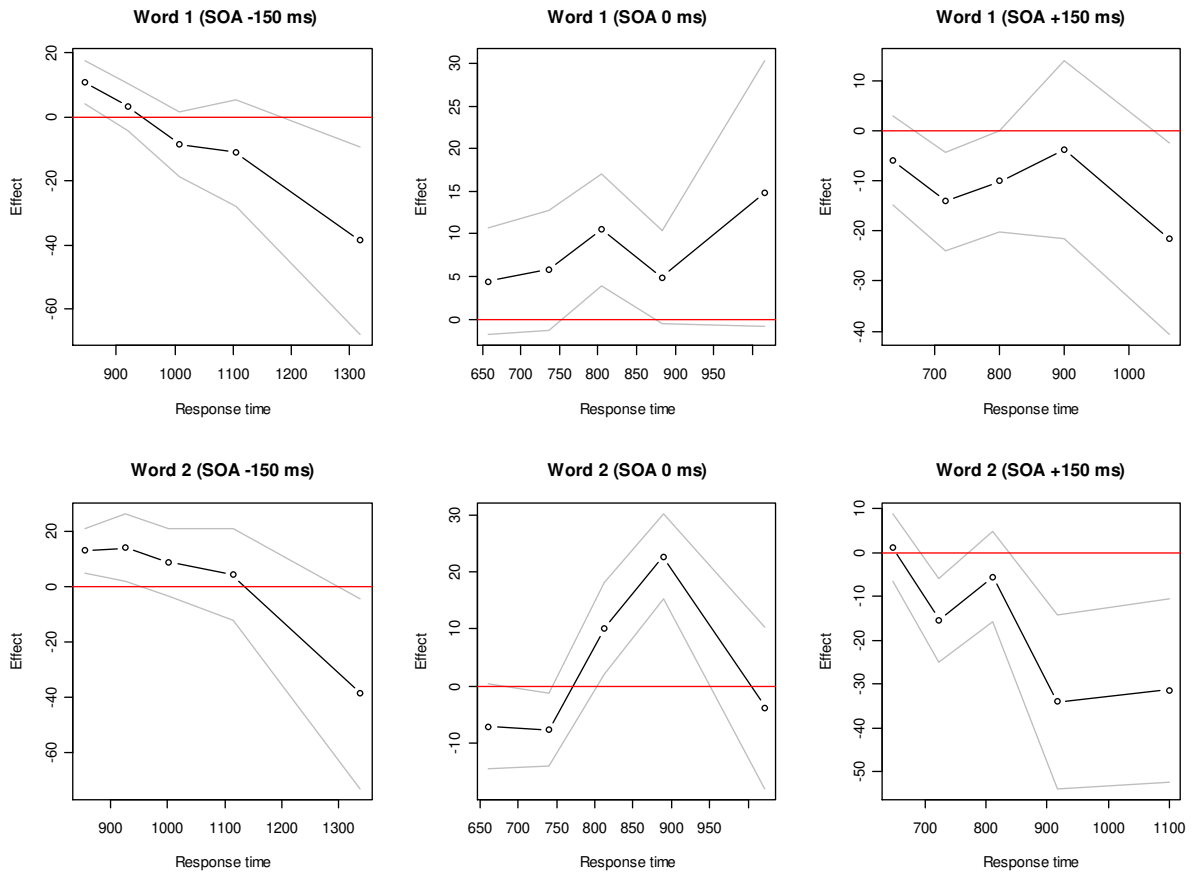 Word 1 (SOA -150 ms)
Effect
20
0
-20
-40
-60
900 1000 1100 1200 1300
Response time
Word 1 (SOA 0 ms)
Effect
30
25
20
15
10
5
0
650 700 750 800 850 900 950
Response time
Word 1 (SOA +150 ms)
Effect
10
0
-10
-20
-30
-40
700 800 900 1000
Response time
Word 2 (SOA -150 ms)
Effect
20
0
-20
-40
-60
900 1000 1100 1200 1300
Response time
Word 2 (SOA 0 ms)
Effect
30
20
10
0
-10
650 700 750 800 850 900 950
Response time
Word 2 (SOA +150 ms)
Effect
10
0
-10
-20
-30
-40
-50
700 800 900 1000 1100
Response time